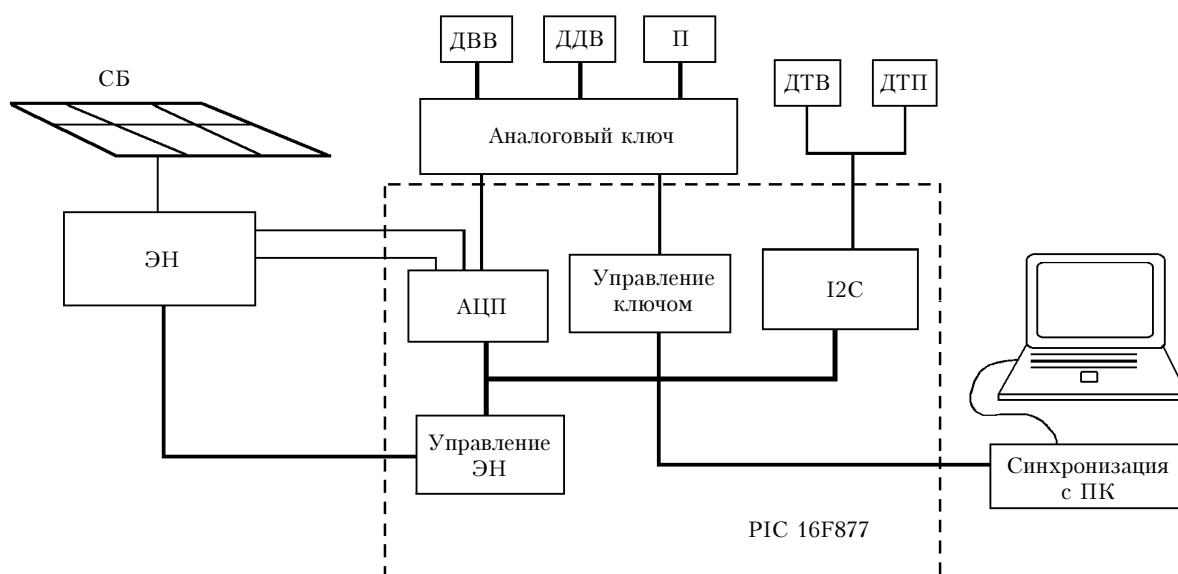 ДВВ
ДДВ
П
СБ
ДТВ
ДТП
Аналоговый ключ
ЭН
Управление
ключом
I2C
АЦП
Управление
ЭН
Синхронизация
с ПК
PIC 16F877